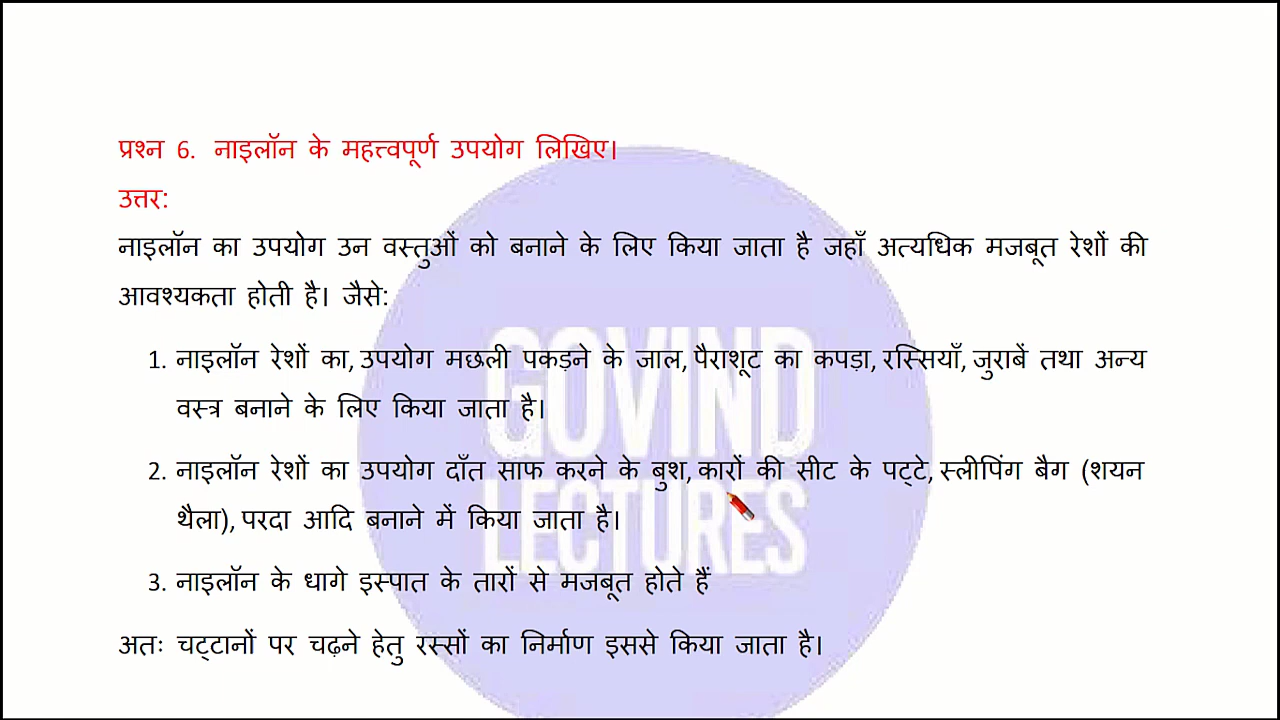 प्रश्न 6. नाइलॉन के महत्त्वपूर्ण उपयोग लिखिए।
उत्तर:
नाइलॉन का उपयोग उन वस्तुओं को बनाने के लिए किया जाता है जहाँ अत्यधिक मजबूत रेशों की
आवश्यकता होती है। जैसे:
1. नाइलॉन रेशों का, उपयोग मछली पकड़ने के जाल, पैराशूट का कपड़ा, रस्सियाँ, जुराबें तथा अन्य
वस्त्र बनाने के लिए किया जाता है।
2. नाइलॉन रेशों का उपयोग दाँत साफ करने के बुश, कारों की सीट के पट्टे, स्लीपिंग बैग (शयन
थैला), परदा आदि बनाने में किया जाता है।
3. नाइलॉन के धागे इस्पात के तारों से मजबूत होते हैं
अतः चट्टानों पर चढ़ने हेतु रस्सों का निर्माण इससे किया जाता है।
GOVIND
LECTURES